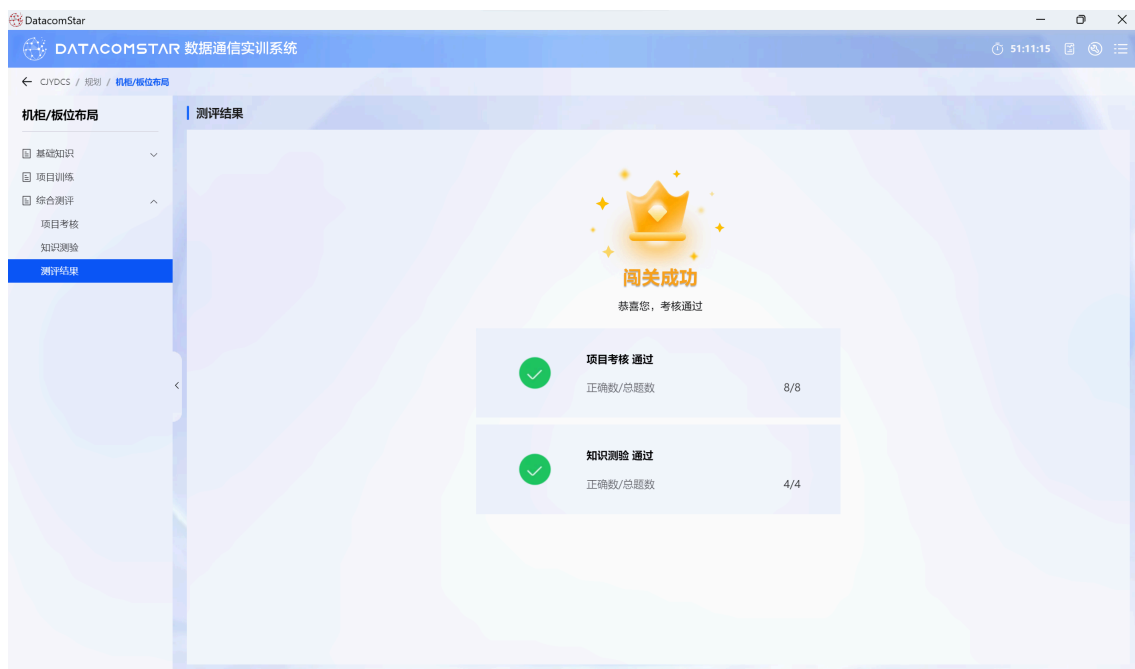 DatacomStar
DATACOMSTAR 数据通信实训系统
51:11:15
CJYDCS / 规划 / 机柜/板位布局
机柜/板位布局
基础知识
项目训练
综合测评
项目考核
知识测验
测评结果
测评结果
闯关成功
恭喜您，考核通过
项目考核 通过
正确数/总题数 8/8
知识测验 通过
正确数/总题数 4/4